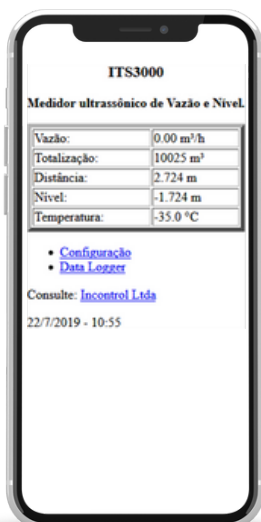 ITS3000
Medidor ultrassônico de Vazão e Nível.
Vazão: 0.00 m³/h
Totalização: 10025 m³
Distância: 2.724 m
Nível: -1.724 m
Temperatura: -35.0 °C
Configuração
Data Logger
Consulte: Incontrol Ltda
22/7/2019 - 10:55